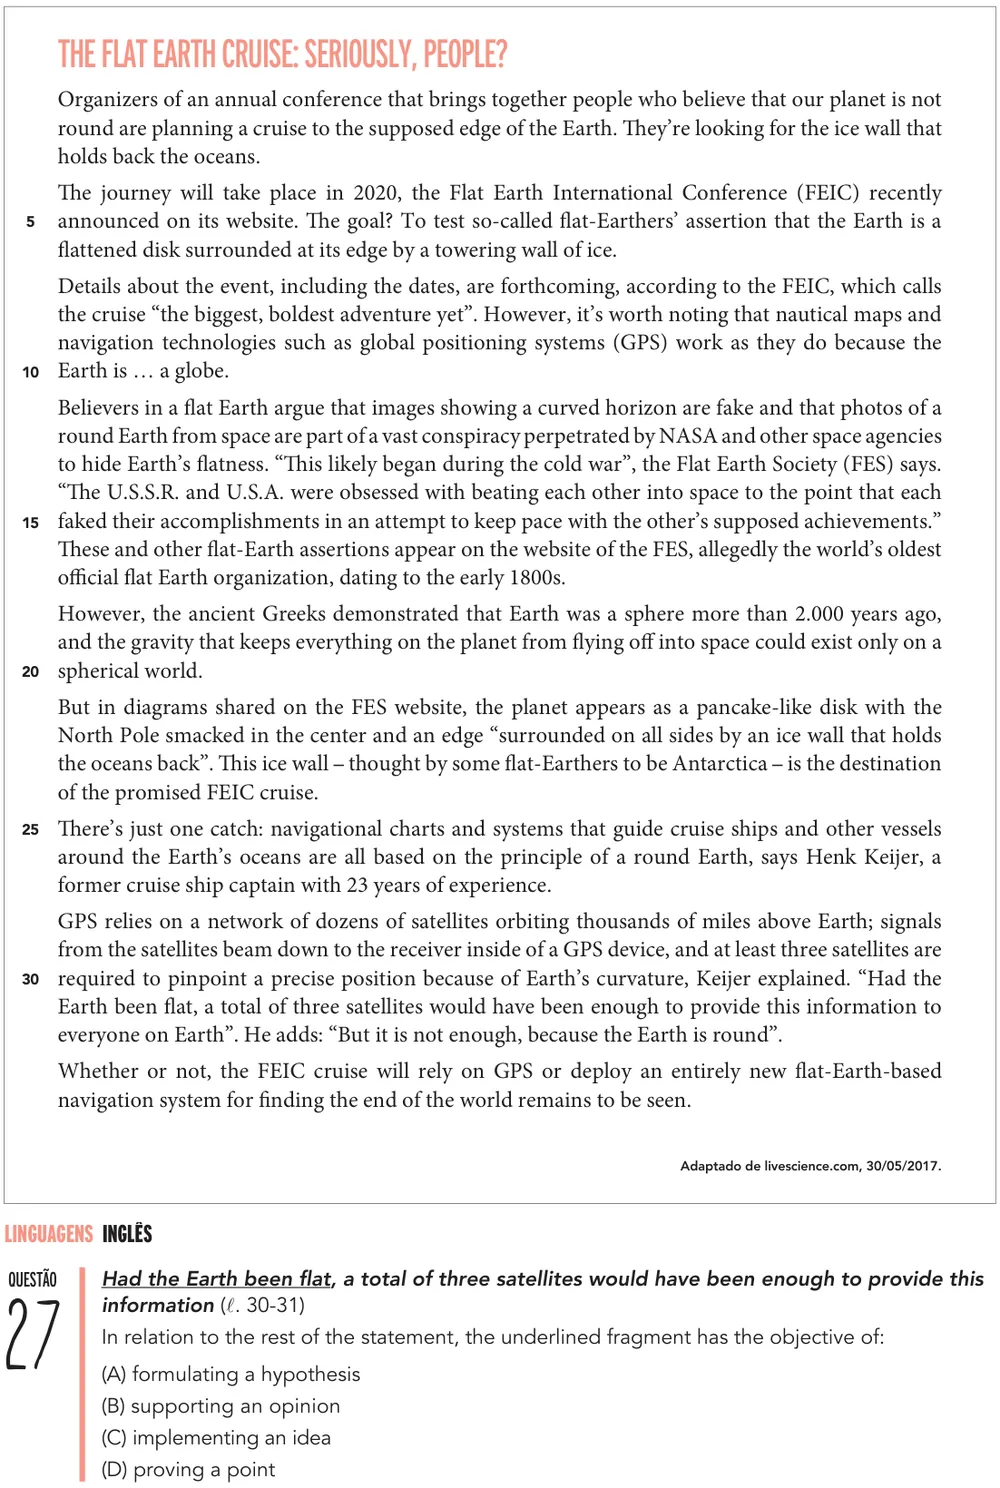 THE FLAT EARTH CRUISE: SERIOUSLY, PEOPLE?
Organizers of an annual conference that brings together people who believe that our planet is not
round are planning a cruise to the supposed edge of the Earth. They’re looking for the ice wall that
holds back the oceans.
The journey will take place in 2020, the Flat Earth International Conference (FEIC) recently
5 announced on its website. The goal? To test so-called flat-Earthers’ assertion that the Earth is a
flattened disk surrounded at its edge by a towering wall of ice.
Details about the event, including the dates, are forthcoming, according to the FEIC, which calls
the cruise “the biggest, boldest adventure yet”. However, it’s worth noting that nautical maps and
navigation technologies such as global positioning systems (GPS) work as they do because the
10 Earth is … a globe.
Believers in a flat Earth argue that images showing a curved horizon are fake and that photos of a
round Earth from space are part of a vast conspiracy perpetrated by NASA and other space agencies
to hide Earth’s flatness. “This likely began during the cold war”, the Flat Earth Society (FES) says.
“The U.S.S.R. and U.S.A. were obsessed with beating each other into space to the point that each
15 faked their accomplishments in an attempt to keep pace with the other’s supposed achievements.”
These and other flat-Earth assertions appear on the website of the FES, allegedly the world’s oldest
official flat Earth organization, dating to the early 1800s.
However, the ancient Greeks demonstrated that Earth was a sphere more than 2.000 years ago,
and the gravity that keeps everything on the planet from flying off into space could exist only on a
20 spherical world.
But in diagrams shared on the FES website, the planet appears as a pancake-like disk with the
North Pole smacked in the center and an edge “surrounded on all sides by an ice wall that holds
the oceans back”. This ice wall – thought by some flat-Earthers to be Antarctica – is the destination
of the promised FEIC cruise.
25 There’s just one catch: navigational charts and systems that guide cruise ships and other vessels
around the Earth’s oceans are all based on the principle of a round Earth, says Henk Keijer, a
former cruise ship captain with 23 years of experience.
GPS relies on a network of dozens of satellites orbiting thousands of miles above Earth; signals
from the satellites beam down to the receiver inside of a GPS device, and at least three satellites are
30 required to pinpoint a precise position because of Earth’s curvature, Keijer explained. “Had the
Earth been flat, a total of three satellites would have been enough to provide this information to
everyone on Earth”. He adds: “But it is not enough, because the Earth is round”.
Whether or not, the FEIC cruise will rely on GPS or deploy an entirely new flat-Earth-based
navigation system for finding the end of the world remains to be seen.
Adaptado de livescience.com, 30/05/2017.
LINGUAGENS INGLÊS
QUESTÃO
27
Had the Earth been flat, a total of three satellites would have been enough to provide this
information (ℓ. 30-31)
In relation to the rest of the statement, the underlined fragment has the objective of:
(A) formulating a hypothesis
(B) supporting an opinion
(C) implementing an idea
(D) proving a point